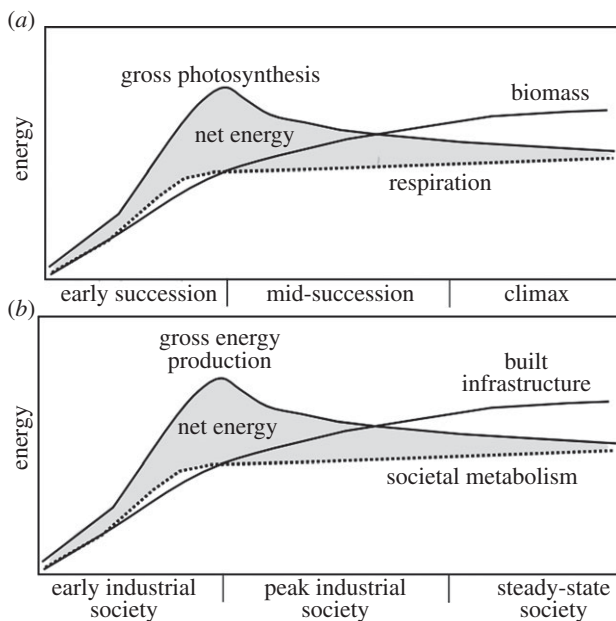 (a)
gross photosynthesis
biomass
net energy
energy
respiration
early succession
mid-succession
climax
(b)
gross energy
production
built
infrastructure
net energy
energy
societal metabolism
early industrial
society
peak industrial
society
steady-state
society